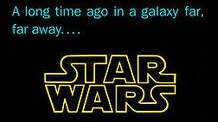 A long time ago in a galaxy far,
far away....
STAR
WARS